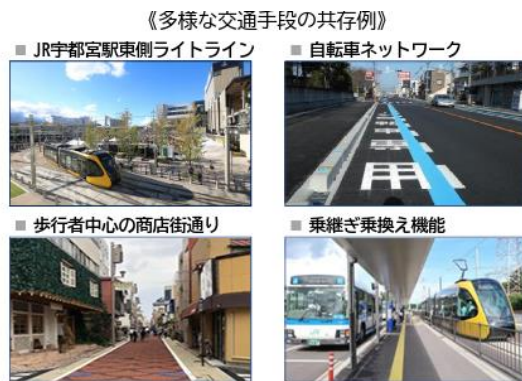 《多様な交通手段の共存例》
■ JR宇都宮駅東側ライトライン
■ 自転車ネットワーク
■ 歩行者中心の商店街通り
■ 乗継ぎ乗換え機能